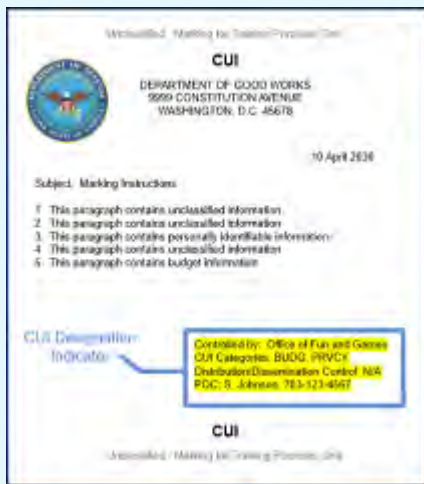 Unclassified - Marking for Training Purposes Only
CUI
DEPARTMENT OF GOOD WORKS
9999 CONSTITUTION AVENUE
WASHINGTON, D.C. 45678
10 April 2030
Subject: Marking Instructions
1 This paragraph contains unclassified information
2 This paragraph contains unclassified information
3 This paragraph contains personally identifiable information
4 This paragraph contains unclassified information
5 This paragraph contains budget information
CUI Designation
Indicator
Controlled by: Office of Fun and Games
CUI Categories: BUDG, PRVCY
Distribution/Dissemination Control: N/A
POC: S. Johnson, 703-123-4567
CUI
Unclassified - Marking for Training Purposes Only